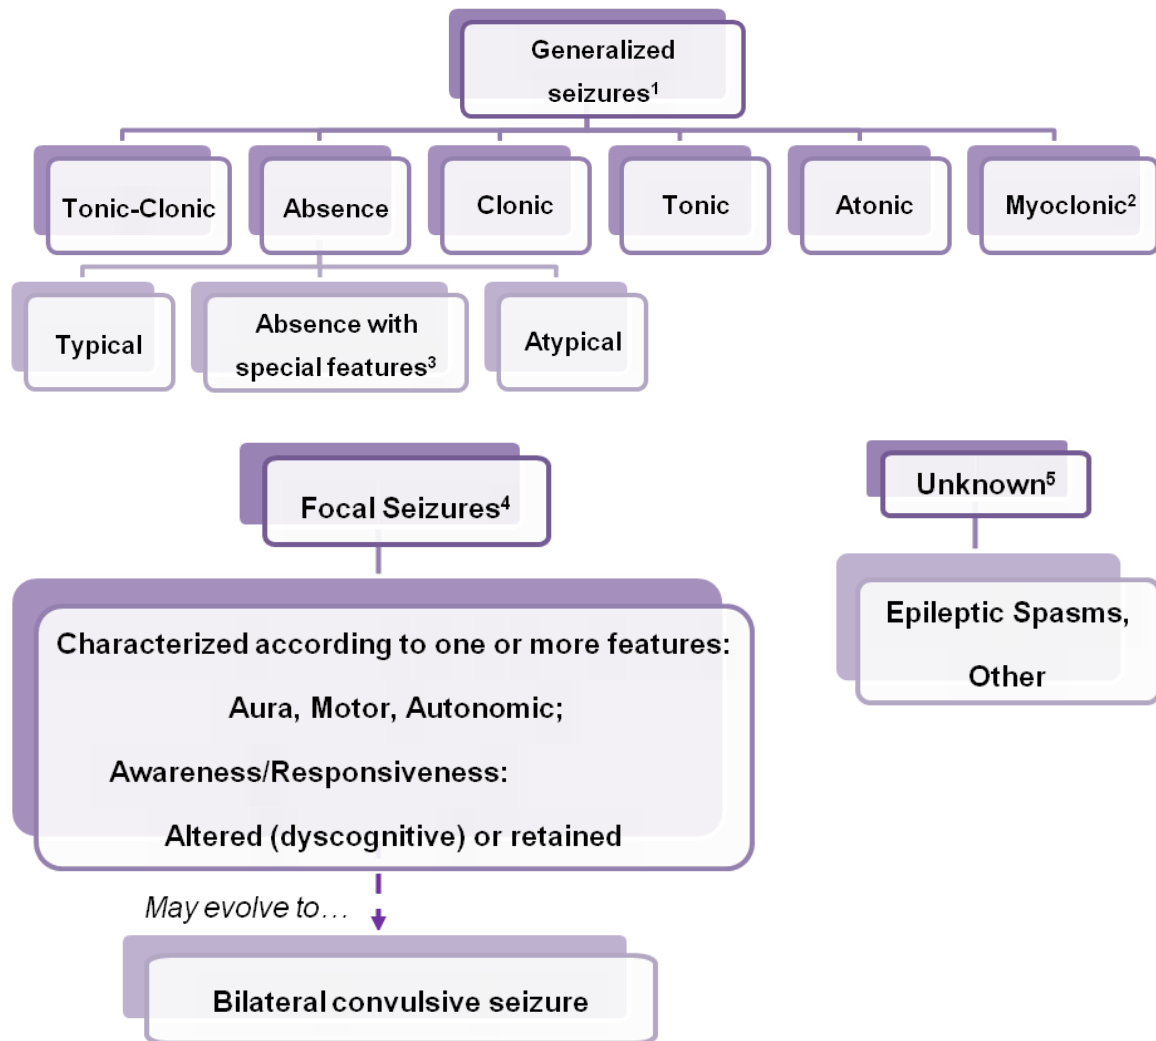 Generalized
seizures¹
Tonic-Clonic
Absence
Clonic
Tonic
Atonic
Myoclonic²
Typical
Absence with
special features³
Atypical
Focal Seizures⁴
Unknown⁵
Characterized according to one or more features:
Aura, Motor, Autonomic;
Awareness/Responsiveness:
Altered (dyscognitive) or retained
Epileptic Spasms,
Other
May evolve to…
Bilateral convulsive seizure